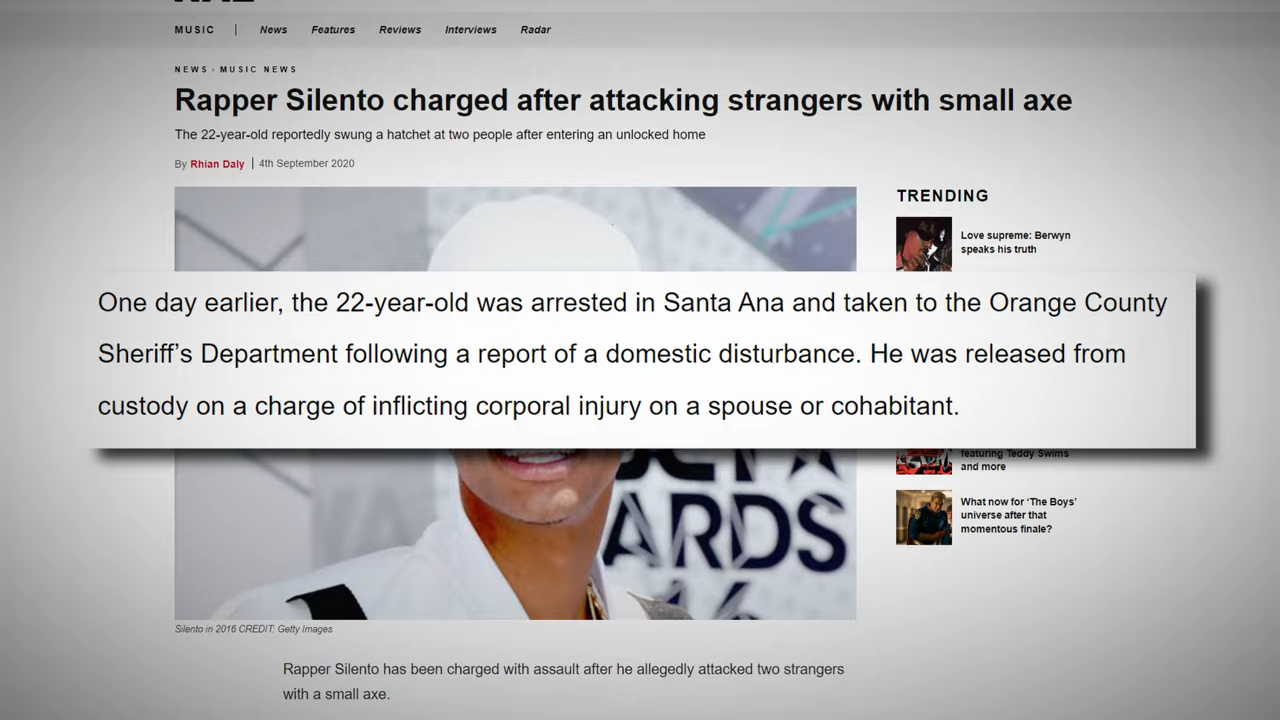 MUSIC | News Features Reviews Interviews Radar
NEWS › MUSIC NEWS
Rapper Silento charged after attacking strangers with small axe
The 22-year-old reportedly swung a hatchet at two people after entering an unlocked home
By Rhian Daly | 4th September 2020
TRENDING
Love supreme: Berwyn
speaks his truth
One day earlier, the 22-year-old was arrested in Santa Ana and taken to the Orange County
Sheriff’s Department following a report of a domestic disturbance. He was released from
custody on a charge of inflicting corporal injury on a spouse or cohabitant.
featuring Teddy Swims
and more
What now for ‘The Boys’
universe after that
momentous finale?
ARDS
16
Silento in 2016 CREDIT: Getty Images
Rapper Silento has been charged with assault after he allegedly attacked two strangers
with a small axe.